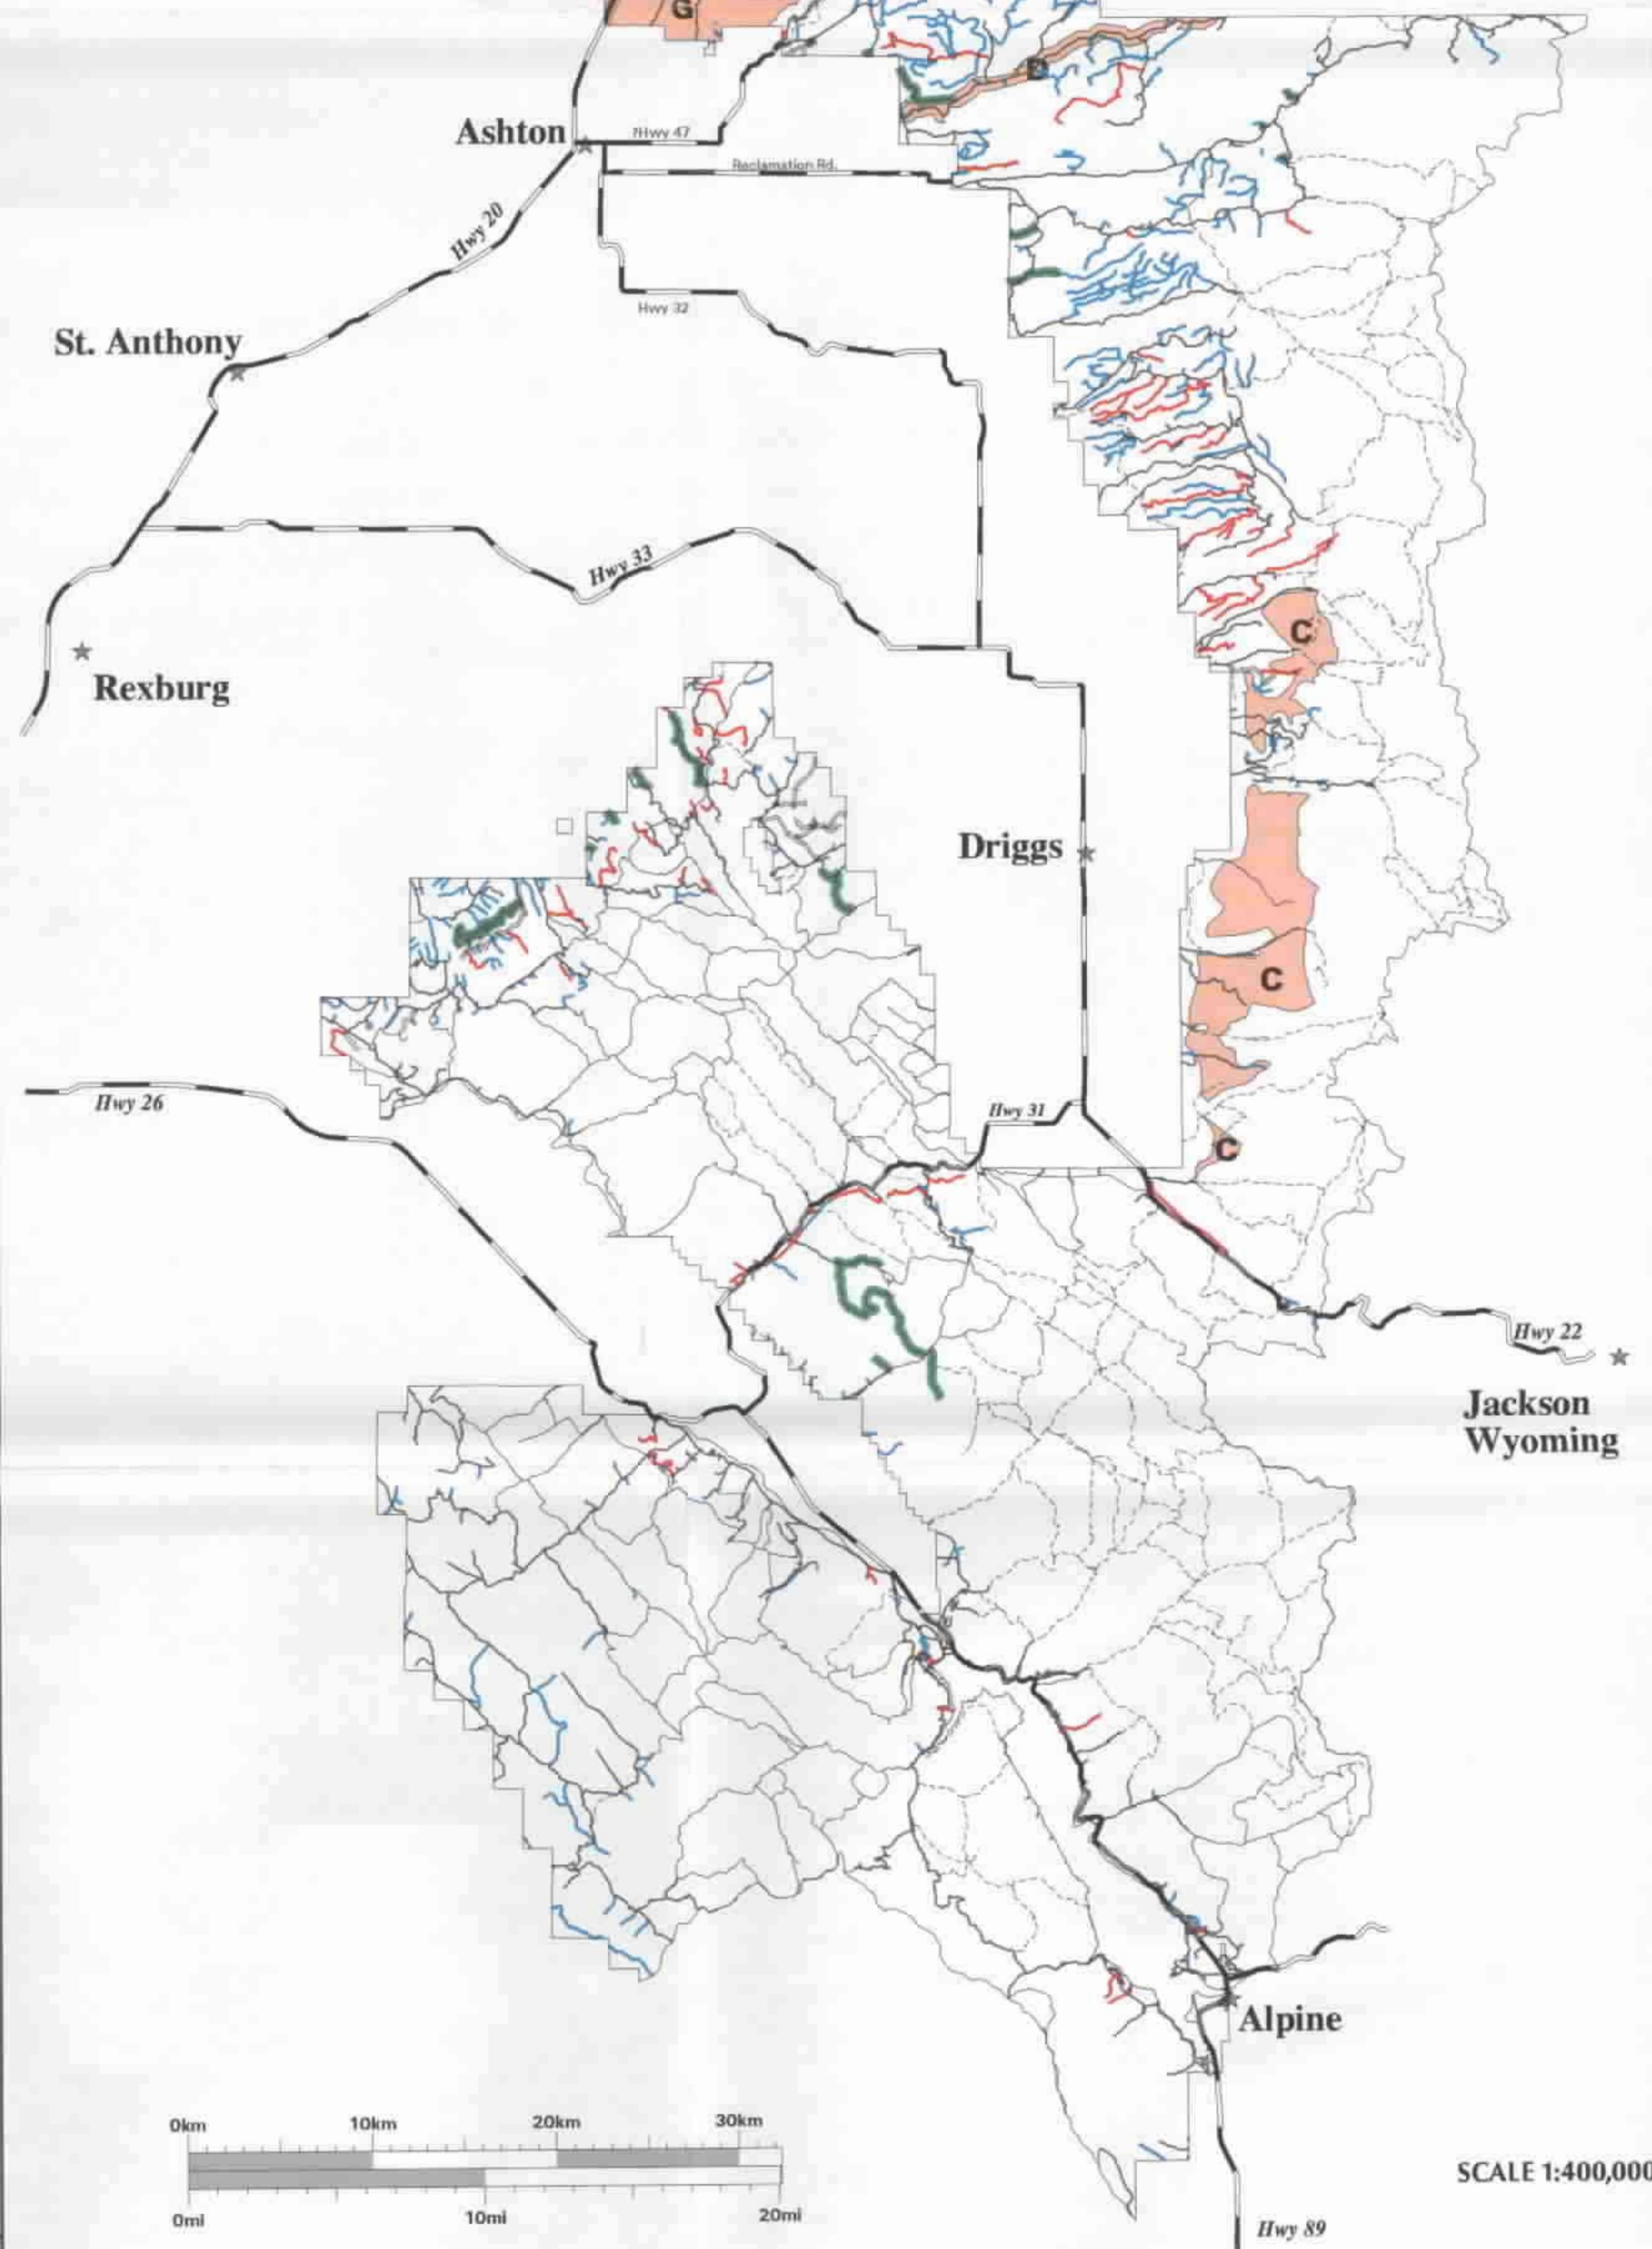 G
D
Ashton
?Hwy 47
Reclamation Rd.
Hwy 20
Hwy 32
St. Anthony
Hwy 33
C
Rexburg
Driggs
C
Hwy 26
Hwy 31
C
Hwy 22
Jackson
Wyoming
Alpine
0km 10km 20km 30km
SCALE 1:400,000
0mi 10mi 20mi
Hwy 89